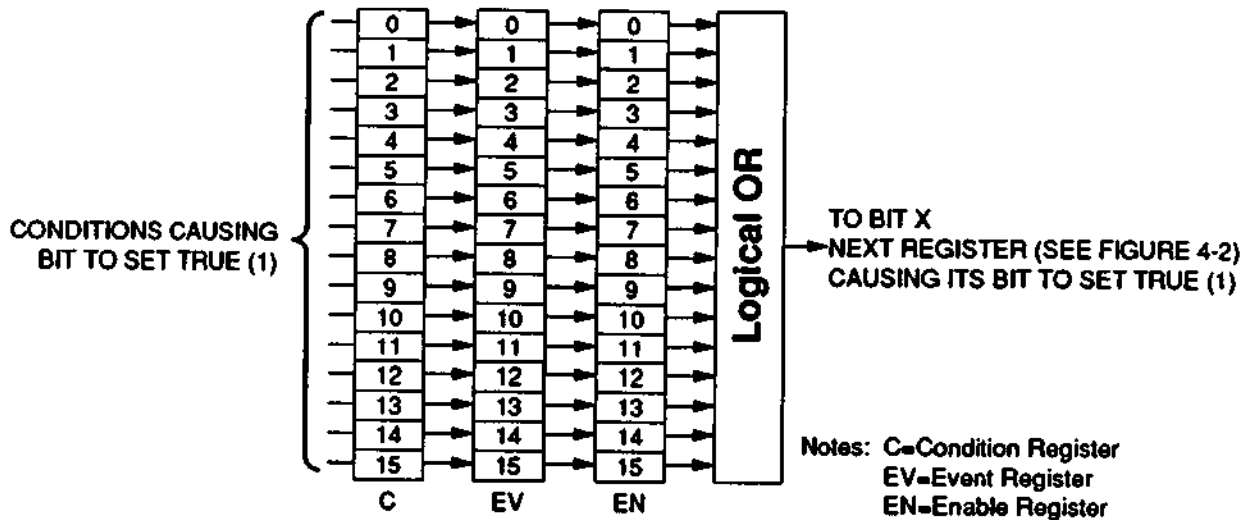 0 0 0
1 1 1
2 2 2
3 3 3
4 4 4
5 5 5
6 6 6
7 7 7
8 8 8
9 9 9
10 10 10
11 11 11
12 12 12
13 13 13
14 14 14
15 15 15
C EV EN
CONDITIONS CAUSING
BIT TO SET TRUE (1)
Logical OR
TO BIT X
NEXT REGISTER (SEE FIGURE 4-2)
CAUSING ITS BIT TO SET TRUE (1)
Notes: C=Condition Register
EV=Event Register
EN=Enable Register